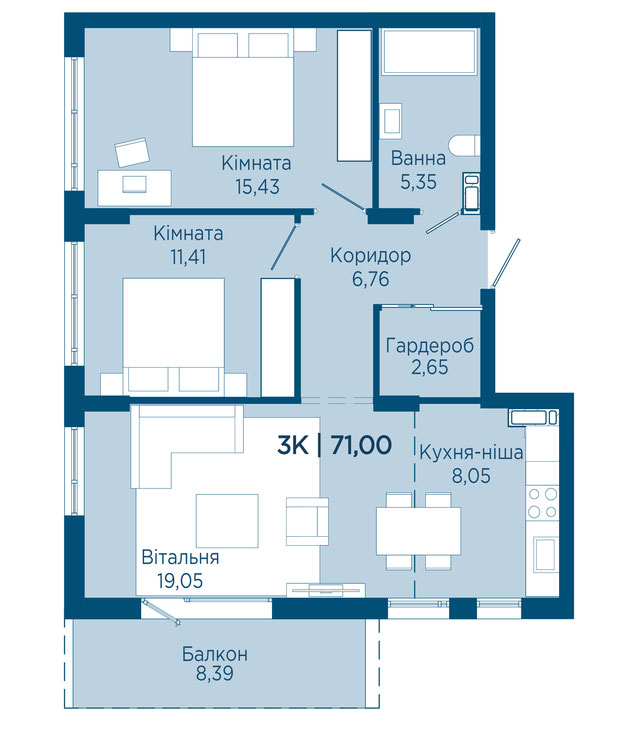 Кімната
15,43
Ванна
5,35
Кімната
11,41
Коридор
6,76
Гардероб
2,65
3К | 71,00
Кухня-ніша
8,05
Вітальня
19,05
Балкон
8,39